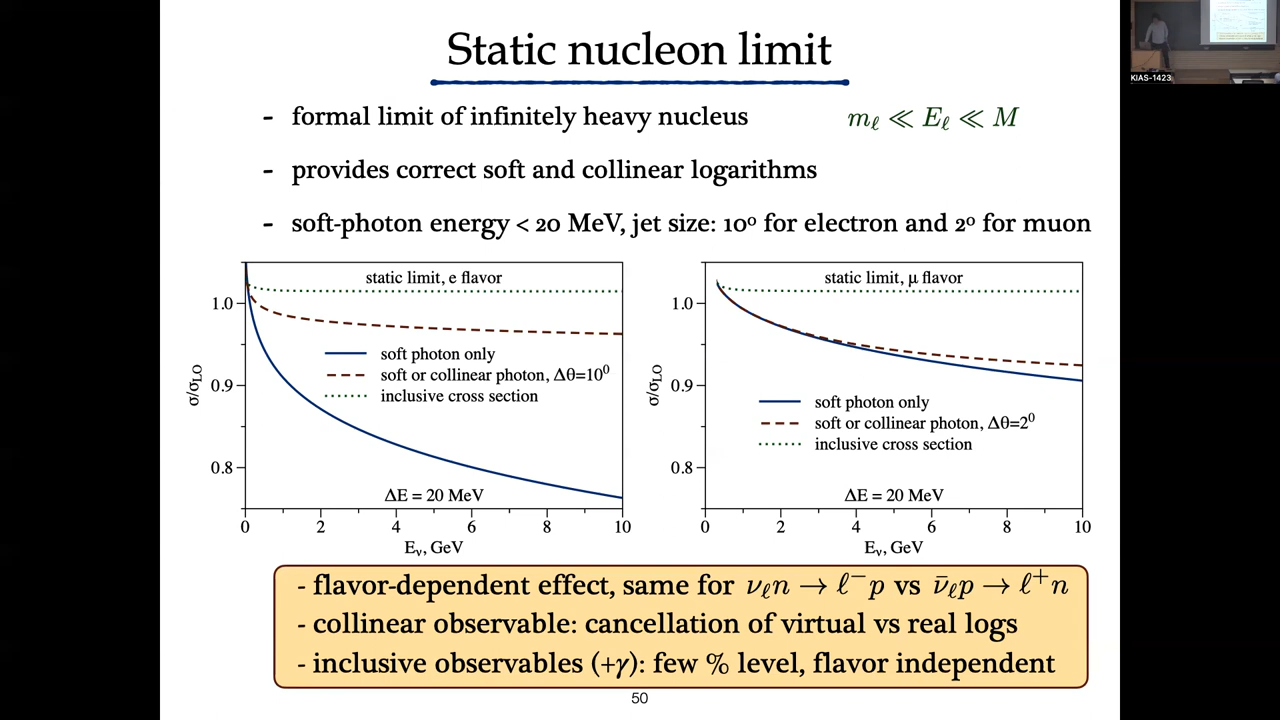 Static nucleon limit
- formal limit of infinitely heavy nucleus mℓ ≪ Eℓ ≪ M
- provides correct soft and collinear logarithms
- soft-photon energy < 20 MeV, jet size: 10⁰ for electron and 2⁰ for muon
static limit, e flavor
1.0
0.9
0.8
σ/σLO
soft photon only
soft or collinear photon, Δθ=10⁰
inclusive cross section
ΔE = 20 MeV
0 2 4 6 8 10
Eν, GeV
static limit, μ flavor
1.0
0.9
0.8
σ/σLO
soft photon only
soft or collinear photon, Δθ=2⁰
inclusive cross section
ΔE = 20 MeV
0 2 4 6 8 10
Eν, GeV
- flavor-dependent effect, same for νℓn → ℓ⁻p vs ν̄ℓp → ℓ⁺n
- collinear observable: cancellation of virtual vs real logs
- inclusive observables (+γ): few % level, flavor independent
50
KIAS-1423